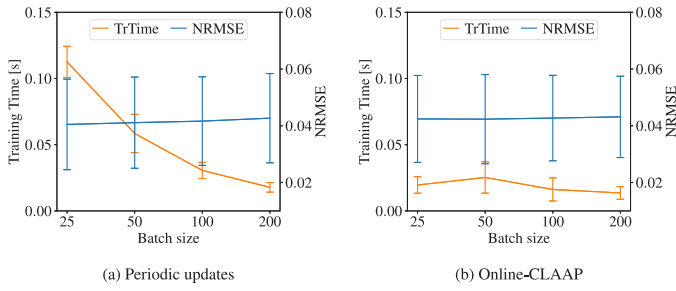 TrTime NRMSE
Training Time [s]
0.15
0.10
0.05
0.00
0.08
0.06
0.04
0.02
NRMSE
25 50 100 200
Batch size
(a) Periodic updates
TrTime NRMSE
Training Time [s]
0.15
0.10
0.05
0.00
0.08
0.06
0.04
0.02
NRMSE
25 50 100 200
Batch size
(b) Online-CLAAP